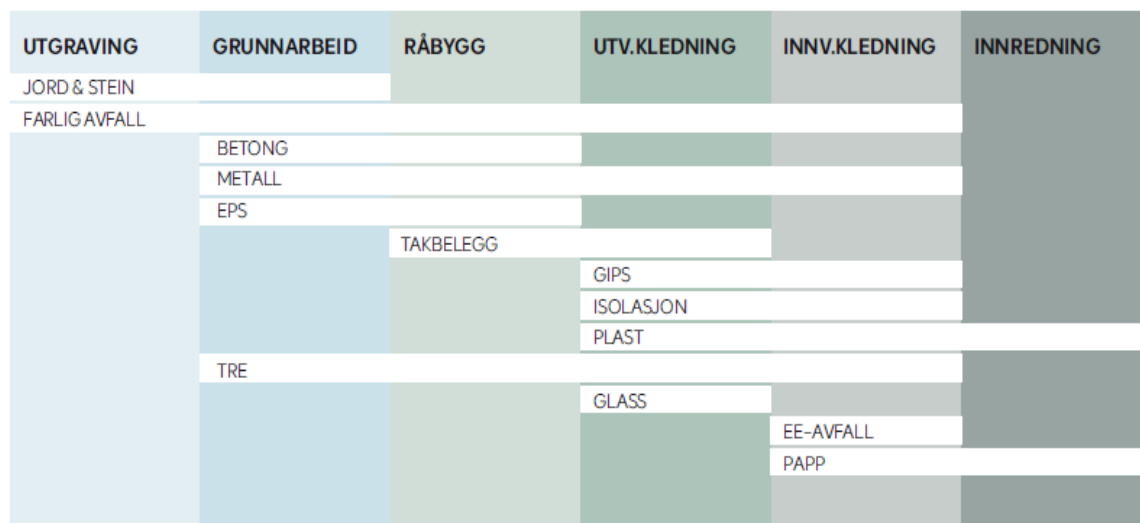 UTGRAVING GRUNNARBEID RÅBYGG UTV.KLEDNING INNV.KLEDNING INNREDNING
JORD & STEIN
FARLIG AVFALL
BETONG
METALL
EPS
TAKBELEGG
GIPS
ISOLASJON
PLAST
TRE
GLASS
EE-AVFALL
PAPP